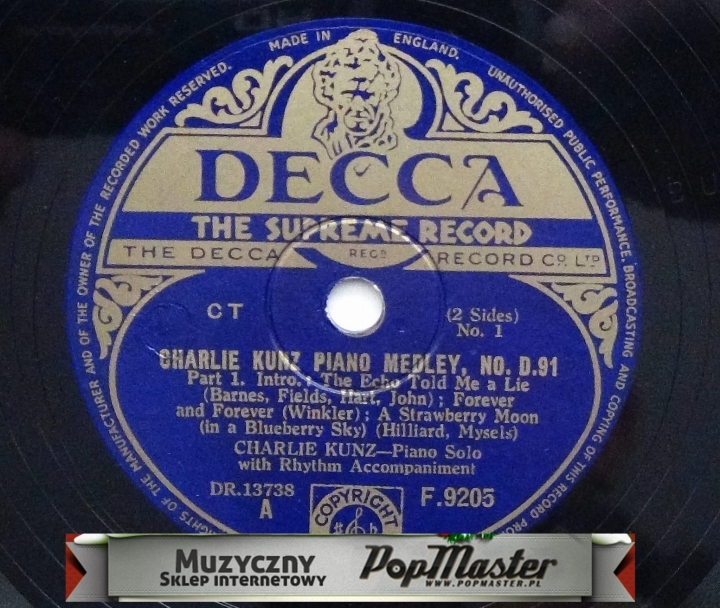 MADE IN ENGLAND.
RIGHTS OF THE MANUFACTURER AND OF THE OWNER OF THE RECORDED WORK RESERVED.
UNAUTHORISED PUBLIC PERFORMANCE, BROADCASTING AND COPYING OF THIS RECORD
DECCA
THE SUPREME RECORD
THE DECCA REGD RECORD CO. LTD
CT
(2 Sides)
No. 1
CHARLIE KUNZ PIANO MEDLEY, NO. D.91
Part 1. Intro.: The Echo Told Me a Lie
(Barnes, Fields, Hart, John) ; Forever
and Forever (Winkler) ; A Strawberry Moon
(in a Blueberry Sky) (Hilliard, Mysels)
CHARLIE KUNZ—Piano Solo
with Rhythm Accompaniment
DR.13738
A
COPYRIGHT
F.9205
MUZYCZNY
SKLEP INTERNETOWY
PopMaster
WWW.POPMASTER.PL